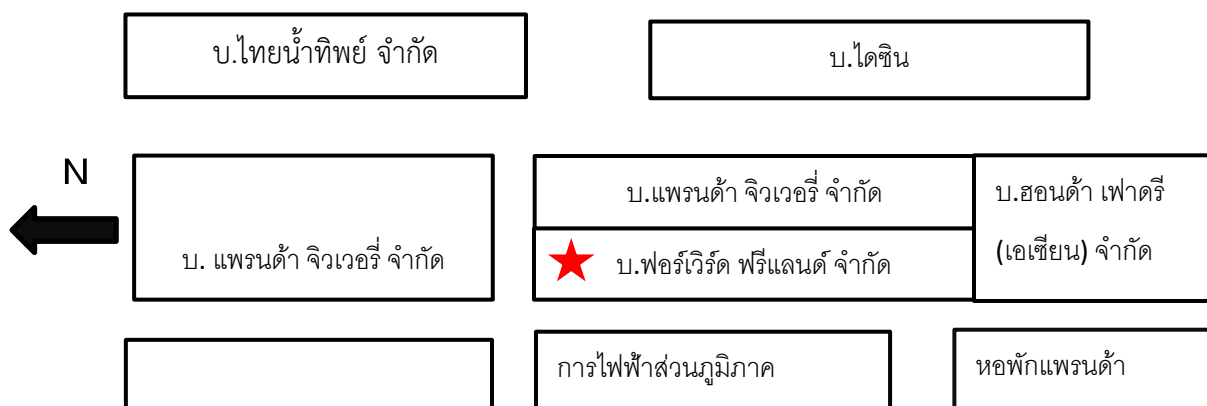 บ.ไทยน้ำทิพย์ จำกัด
บ.ไดซิน
N
บ.แพรนด้า จิวเวอรี่ จำกัด
บ.ฮอนด้า เฟาดรี
(เอเซียน) จำกัด
บ. แพรนด้า จิวเวอรี่ จำกัด
บ.ฟอร์เวิร์ด ฟรีแลนด์ จำกัด
การไฟฟ้าส่วนภูมิภาค
หอพักแพรนด้า